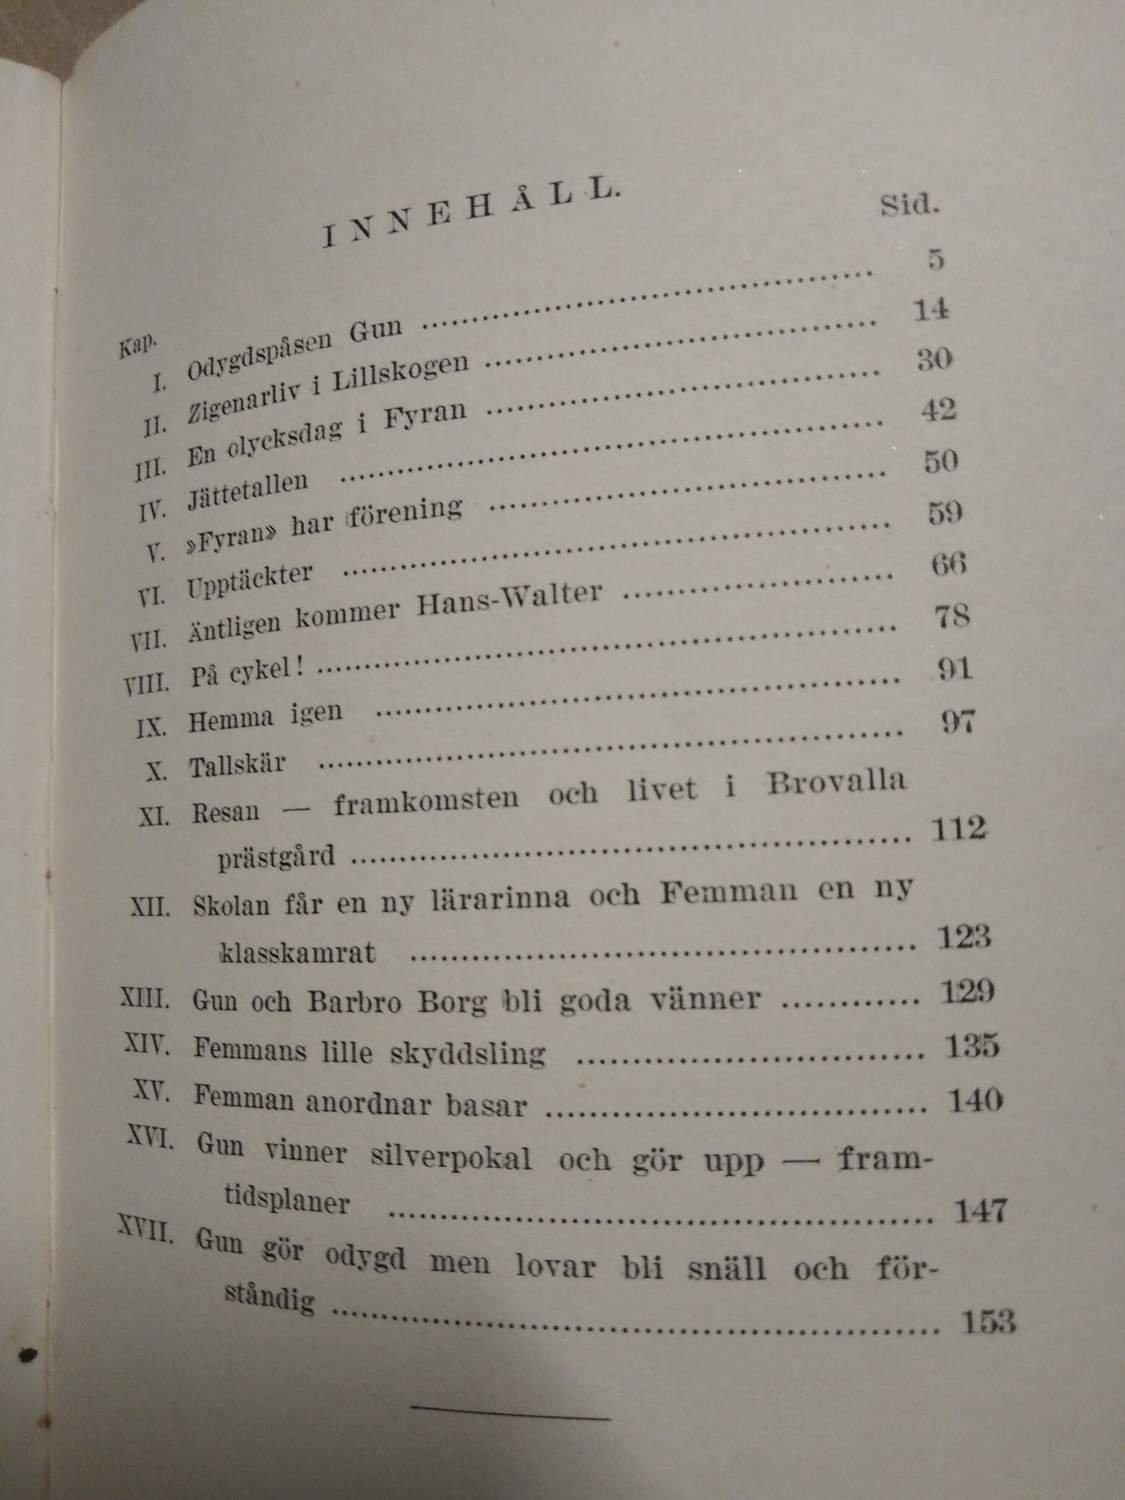 INNEHÅLL.
Kap. Sid.
I. Odygdspåsen Gun ........................................ 5
II. Zigenarliv i Lillskogen ........................................ 14
III. En olycksdag i Fyran ........................................ 30
IV. Jättetallen ........................................ 42
V. »Fyran» har förening ........................................ 50
VI. Upptäckter ........................................ 59
VII. Äntligen kommer Hans-Walter ........................... 66
VIII. På cykel! ........................................ 78
IX. Hemma igen ........................................ 91
X. Tallskär ........................................ 97
XI. Resan — framkomsten och livet i Brovalla
prästgård ........................................ 112
XII. Skolan får en ny lärarinna och Femman en ny
klasskamrat ........................................ 123
XIII. Gun och Barbro Borg bli goda vänner ............ 129
XIV. Femmans lille skyddsling .............................. 135
XV. Femman anordnar basar ................................. 140
XVI. Gun vinner silverpokal och gör upp — fram-
tidsplaner ........................................ 147
XVII. Gun gör odygd men lovar bli snäll och för-
ståndig ........................................ 153